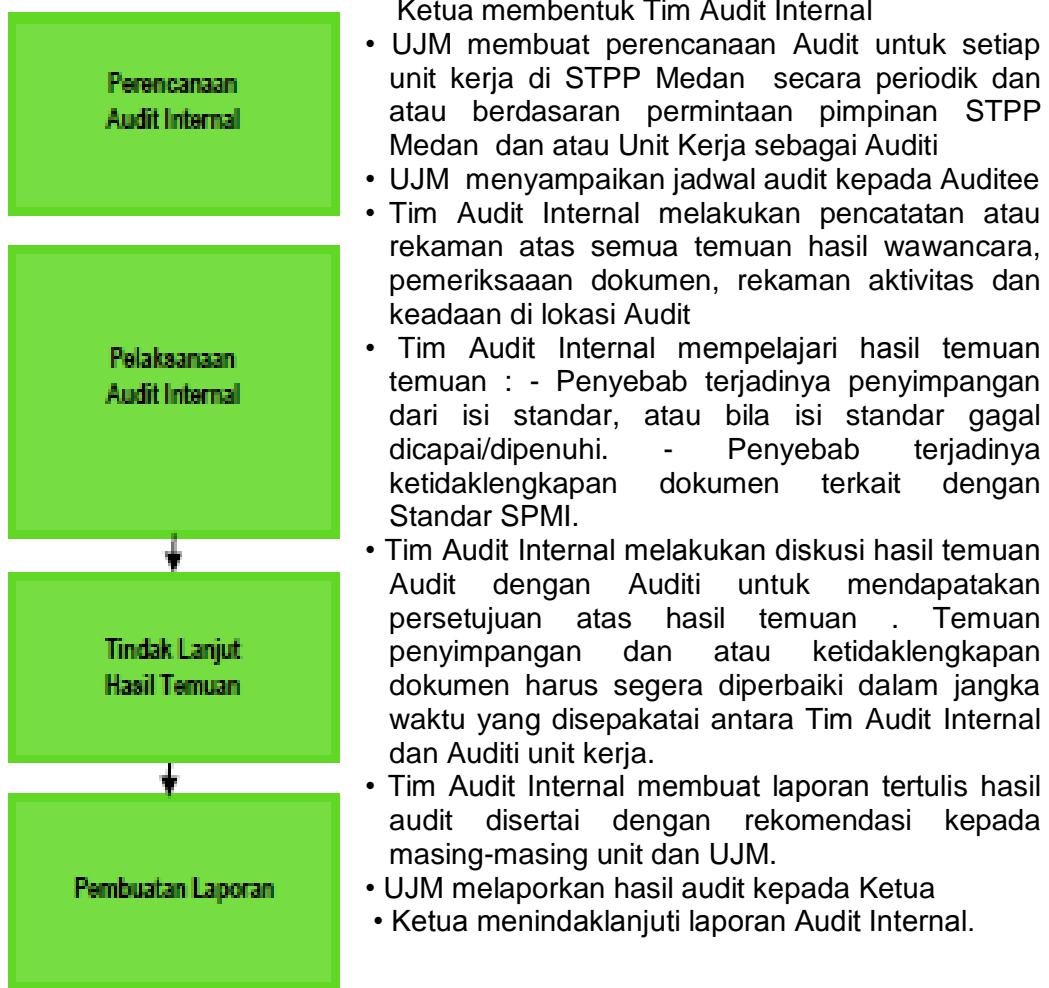 Ketua membentuk Tim Audit Internal
Perencanaan
Audit Internal
• UJM membuat perencanaan Audit untuk setiap
unit kerja di STPP Medan secara periodik dan
atau berdasaran permintaan pimpinan STPP
Medan dan atau Unit Kerja sebagai Auditi
• UJM menyampaikan jadwal audit kepada Auditee
Pelaksanaan
Audit Internal
• Tim Audit Internal melakukan pencatatan atau
rekaman atas semua temuan hasil wawancara,
pemeriksaaan dokumen, rekaman aktivitas dan
keadaan di lokasi Audit
• Tim Audit Internal mempelajari hasil temuan
temuan : - Penyebab terjadinya penyimpangan
dari isi standar, atau bila isi standar gagal
dicapai/dipenuhi. - Penyebab terjadinya
ketidaklengkapan dokumen terkait dengan
Standar SPMI.
Tindak Lanjut
Hasil Temuan
• Tim Audit Internal melakukan diskusi hasil temuan
Audit dengan Auditi untuk mendapatakan
persetujuan atas hasil temuan . Temuan
penyimpangan dan atau ketidaklengkapan
dokumen harus segera diperbaiki dalam jangka
waktu yang disepakatai antara Tim Audit Internal
dan Auditi unit kerja.
Pembuatan Laporan
• Tim Audit Internal membuat laporan tertulis hasil
audit disertai dengan rekomendasi kepada
masing-masing unit dan UJM.
• UJM melaporkan hasil audit kepada Ketua
• Ketua menindaklanjuti laporan Audit Internal.